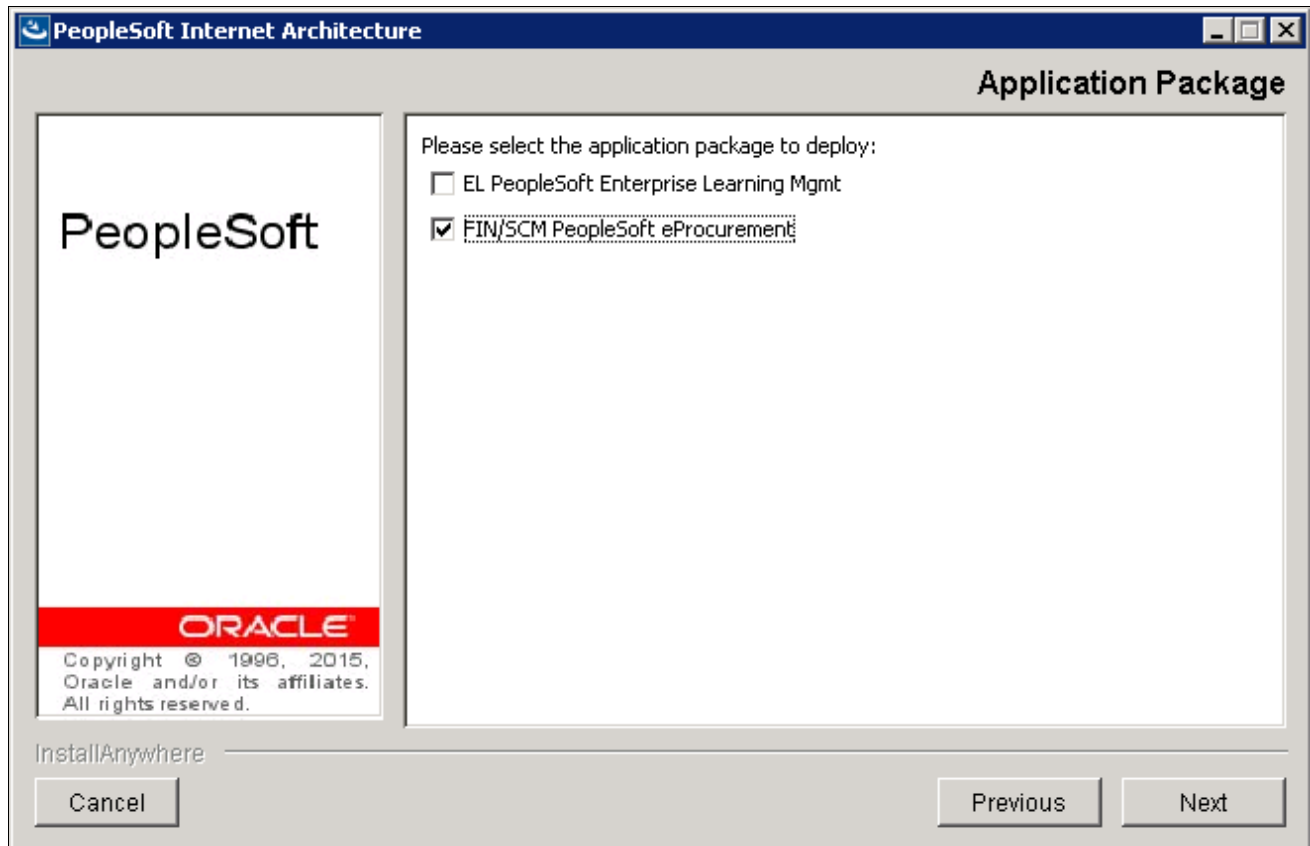 PeopleSoft Internet Architecture
Application Package
Please select the application package to deploy:
EL PeopleSoft Enterprise Learning Mgmt
FIN/SCM PeopleSoft eProcurement
PeopleSoft
ORACLE
Copyright © 1996, 2015,
Oracle and/or its affiliates.
All rights reserved.
InstallAnywhere
Cancel
Previous
Next